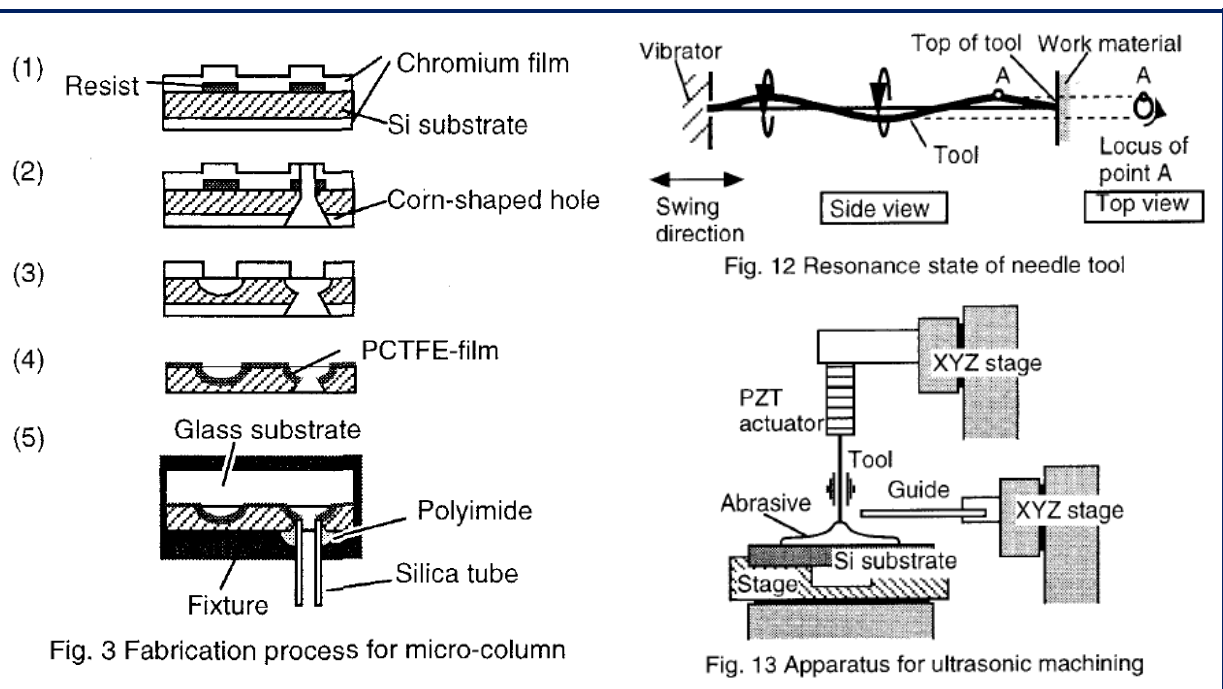 (1)
Resist
Chromium film
Si substrate
(2)
Corn-shaped hole
(3)
(4)
PCTFE-film
(5)
Glass substrate
Polyimide
Silica tube
Fixture
Fig. 3 Fabrication process for micro-column
Vibrator
Top of tool
Work material
A
A
Tool
Locus of
point A
Swing
direction
Side view
Top view
Fig. 12 Resonance state of needle tool
XYZ stage
PZT
actuator
Tool
Guide
Abrasive
XYZ stage
Si substrate
Stage
Fig. 13 Apparatus for ultrasonic machining